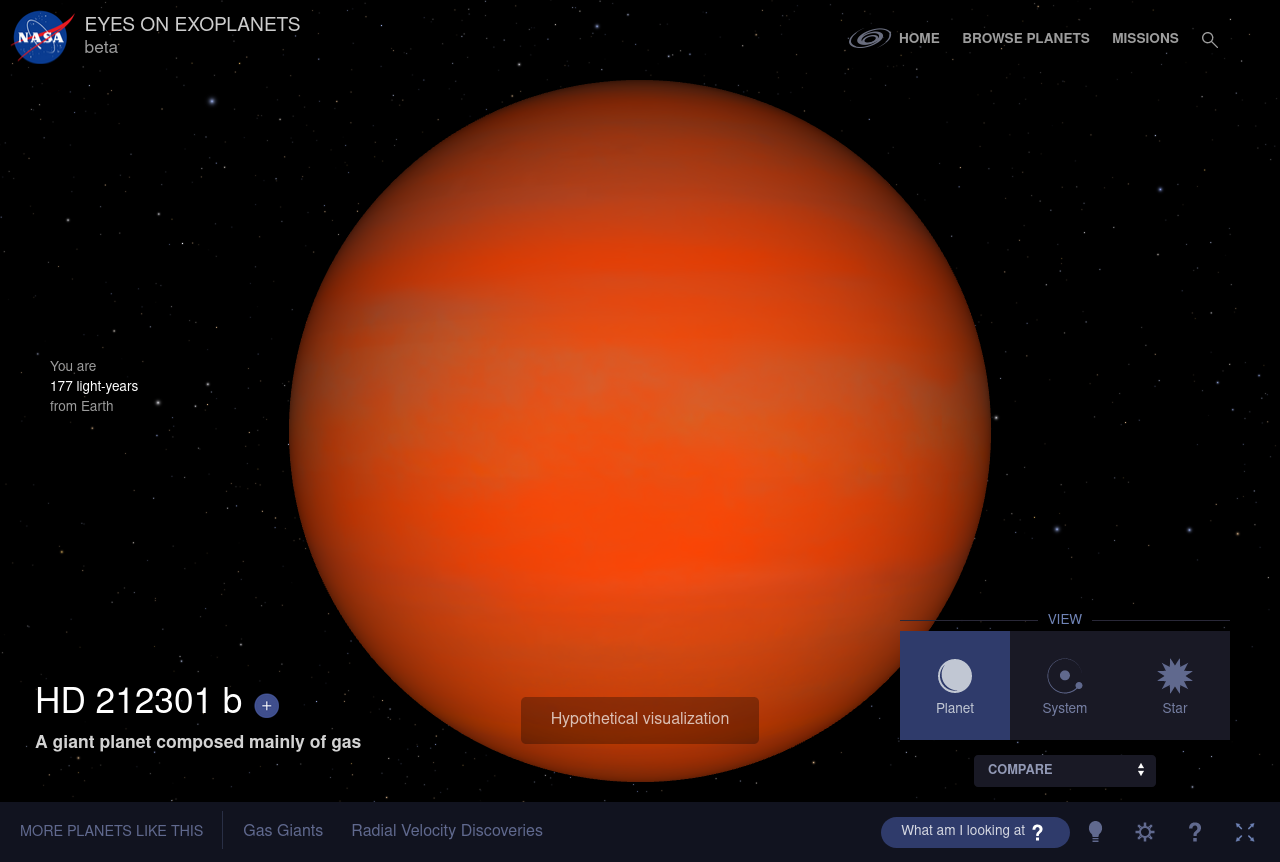 NASA
EYES ON EXOPLANETS
beta
HOME
BROWSE PLANETS
MISSIONS
You are
177 light-years
from Earth
VIEW
Planet
System
Star
COMPARE
HD 212301 b +
A giant planet composed mainly of gas
Hypothetical visualization
MORE PLANETS LIKE THIS
Gas Giants
Radial Velocity Discoveries
What am I looking at ?
?